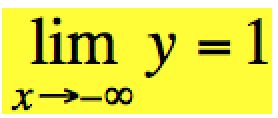 lim y = 1
x→−∞